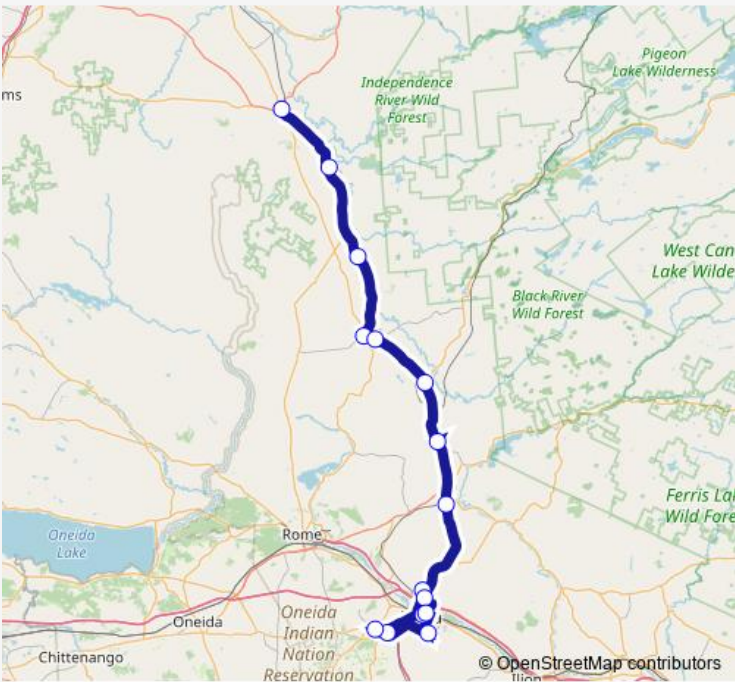 Pigeon
Lake Wilderness
Independence
River Wild
Forest
ms
West Can
Lake Wilde
Black River
Wild Forest
Ferris La
Wild Fore
Oneida
Lake
Rome
Oneida
Oneida
Indian
Nation
Reservation
Chittenango
Ilion
© OpenStreetMap contributors